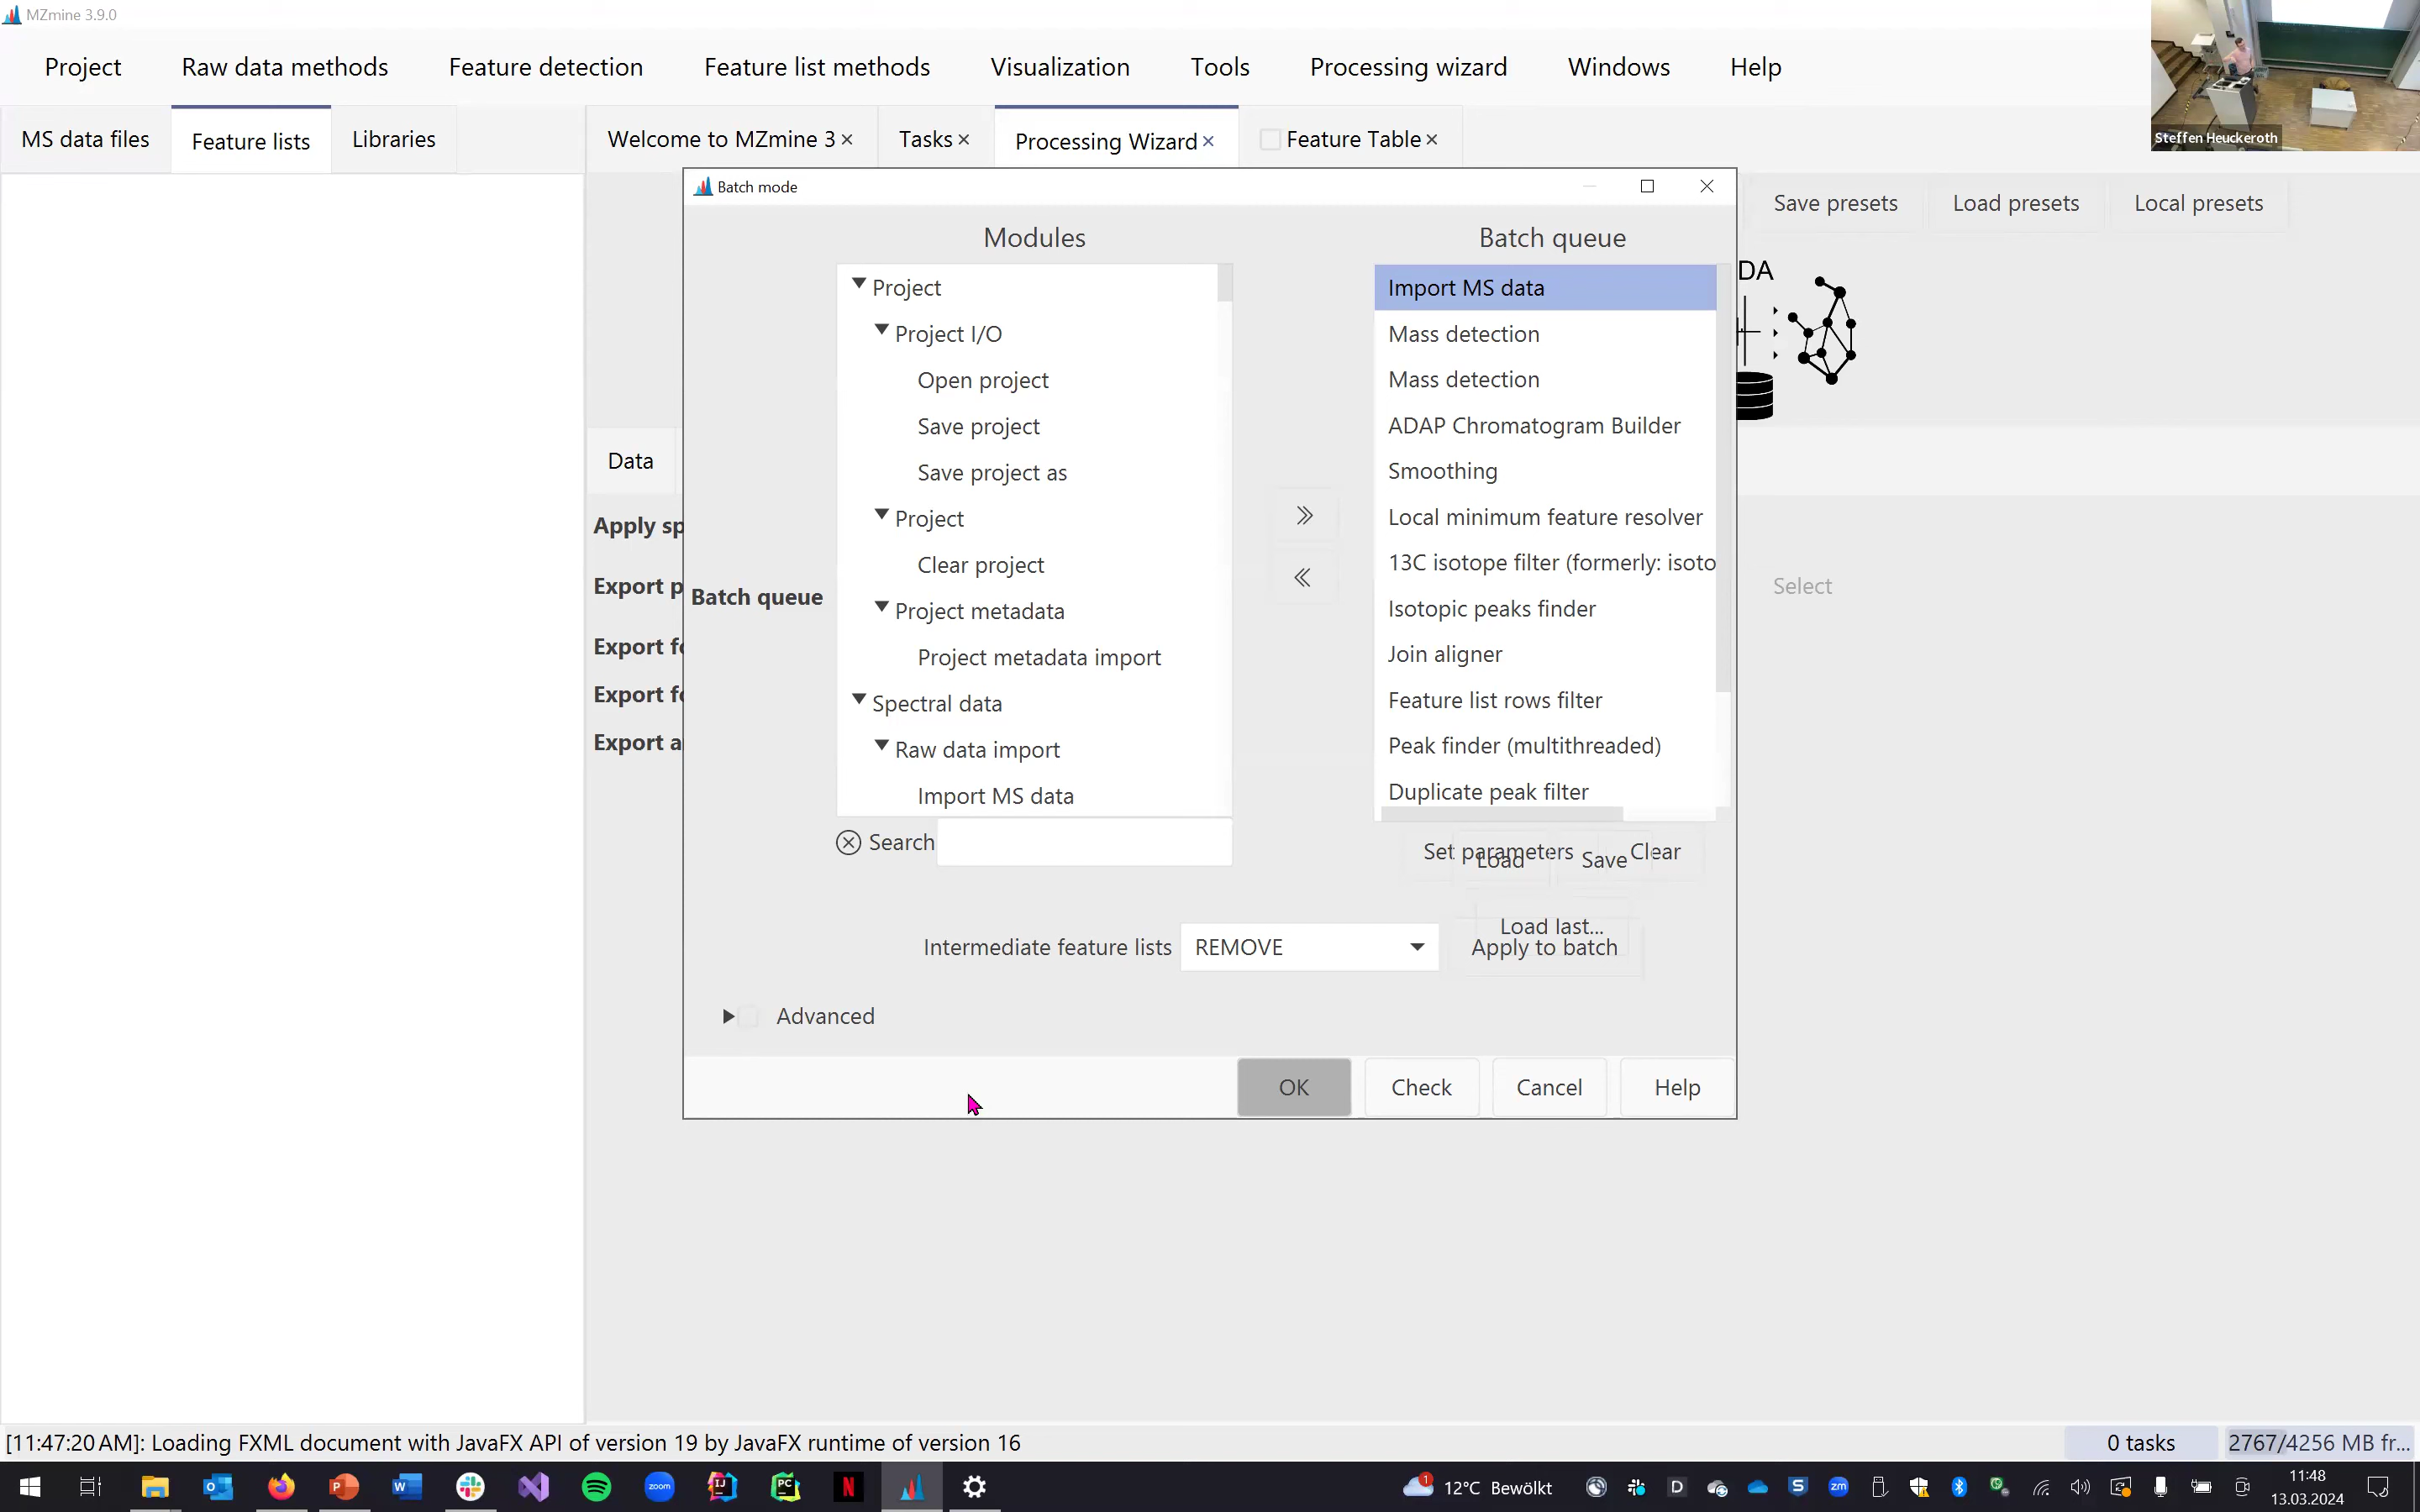 MZmine 3.9.0
Project Raw data methods Feature detection Feature list methods Visualization Tools Processing wizard Windows Help
MS data files Feature lists Libraries Welcome to MZmine 3 × Tasks × Processing Wizard × Feature Table ×
Steffen Heuckeroth
Batch mode
Save presets Load presets Local presets
Modules
Batch queue
DA
Project
Project I/O
Open project
Save project
Save project as
Project
Clear project
Project metadata
Project metadata import
Spectral data
Raw data import
Import MS data
Search
Import MS data
Mass detection
Mass detection
ADAP Chromatogram Builder
Smoothing
Local minimum feature resolver
13C isotope filter (formerly: isoto
Isotopic peaks finder
Join aligner
Feature list rows filter
Peak finder (multithreaded)
Duplicate peak filter
Data
Apply sp
Export p
Export fo
Export fo
Export a
Batch queue
Select
Set parameters Clear
Load Save
Load last...
Intermediate feature lists REMOVE Apply to batch
Advanced
OK Check Cancel Help
[11:47:20 AM]: Loading FXML document with JavaFX API of version 19 by JavaFX runtime of version 16
0 tasks 2767/4256 MB fr...
12°C Bewölkt
11:48
13.03.2024